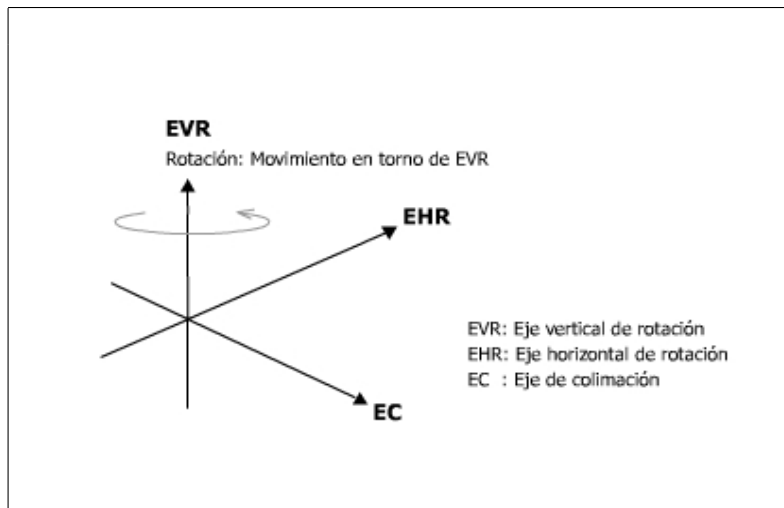 EVR
Rotación: Movimiento en torno de EVR
EHR
EVR: Eje vertical de rotación
EHR: Eje horizontal de rotación
EC : Eje de colimación
EC